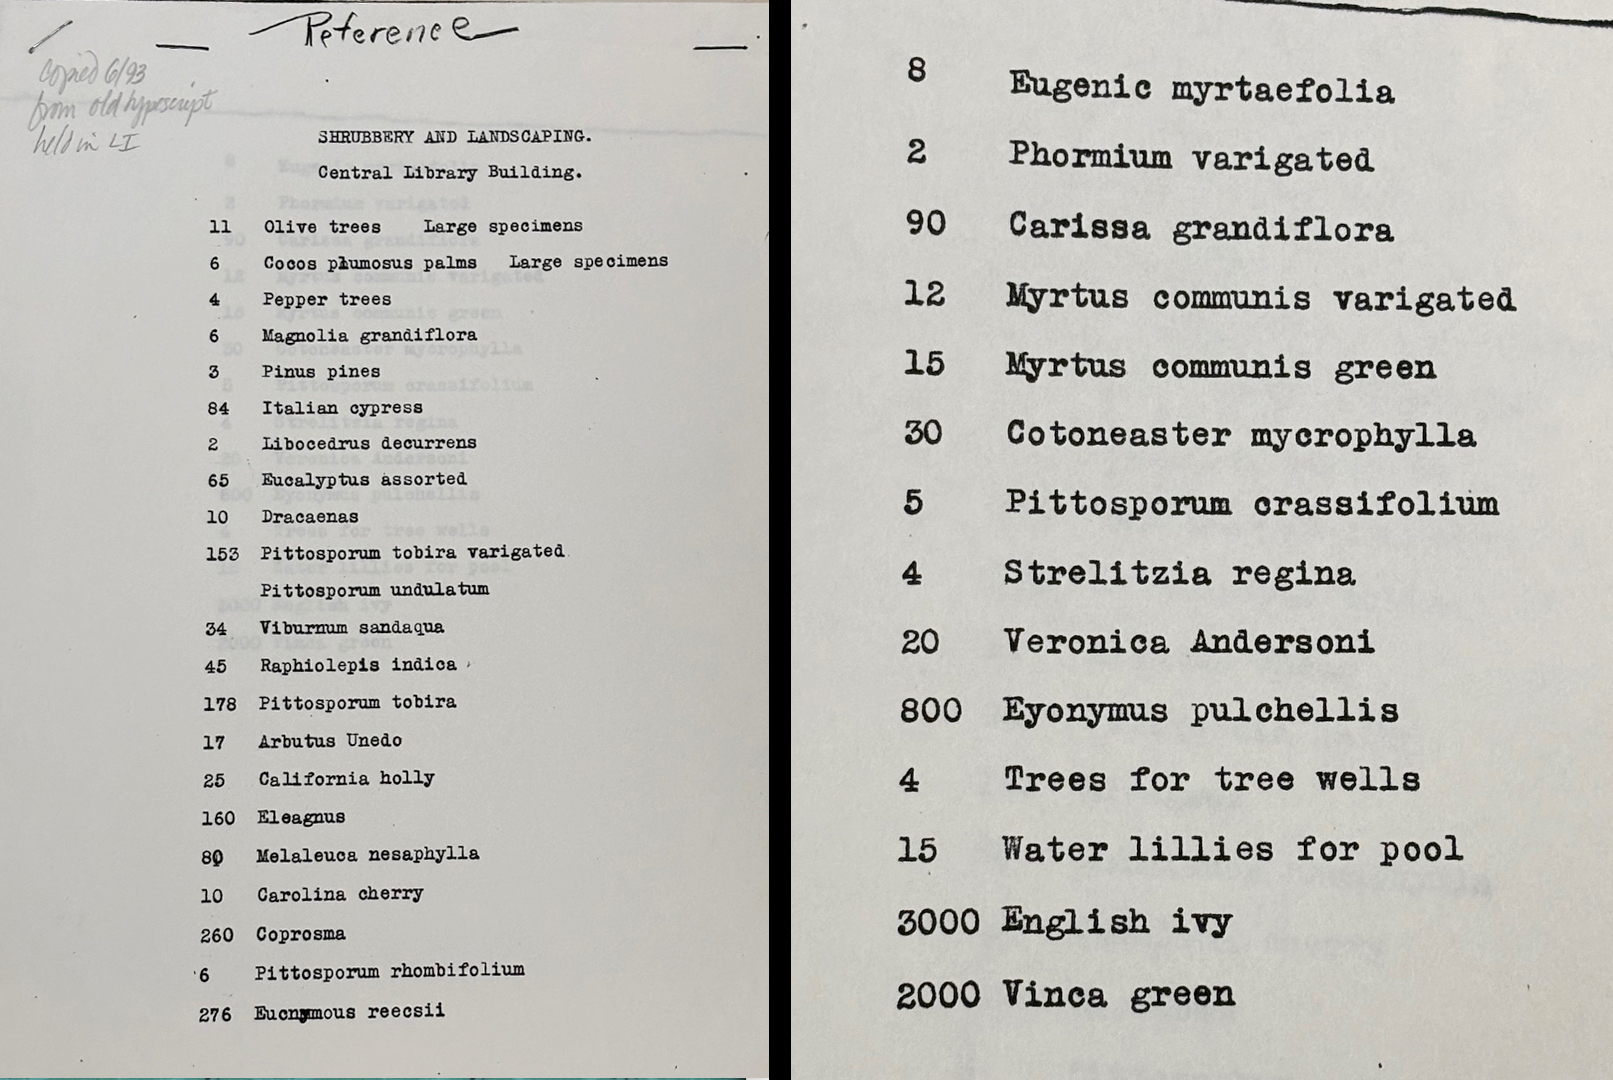 Reference
Copied 6/93
from old typescript
held in LI
SHRUBBERY AND LANDSCAPING.
Central Library Building.
11 Olive trees Large specimens
6 Cocos plumosus palms Large specimens
4 Pepper trees
6 Magnolia grandiflora
3 Pinus pines
84 Italian cypress
2 Libocedrus decurrens
65 Eucalyptus assorted
10 Dracaenas
153 Pittosporum tobira varigated
Pittosporum undulatum
34 Viburnum sandaqua
45 Raphiolepis indica
178 Pittosporum tobira
17 Arbutus Unedo
25 California holly
160 Eleagnus
80 Melaleuca nesaphylla
10 Carolina cherry
260 Coprosma
6 Pittosporum rhombifolium
276 Eucnymous reecsii
8 Eugenic myrtaefolia
2 Phormium varigated
90 Carissa grandiflora
12 Myrtus communis varigated
15 Myrtus communis green
30 Cotoneaster mycrophylla
5 Pittosporum crassifolium
4 Strelitzia regina
20 Veronica Andersoni
800 Eyonymus pulchellis
4 Trees for tree wells
15 Water lillies for pool
3000 English ivy
2000 Vinca green